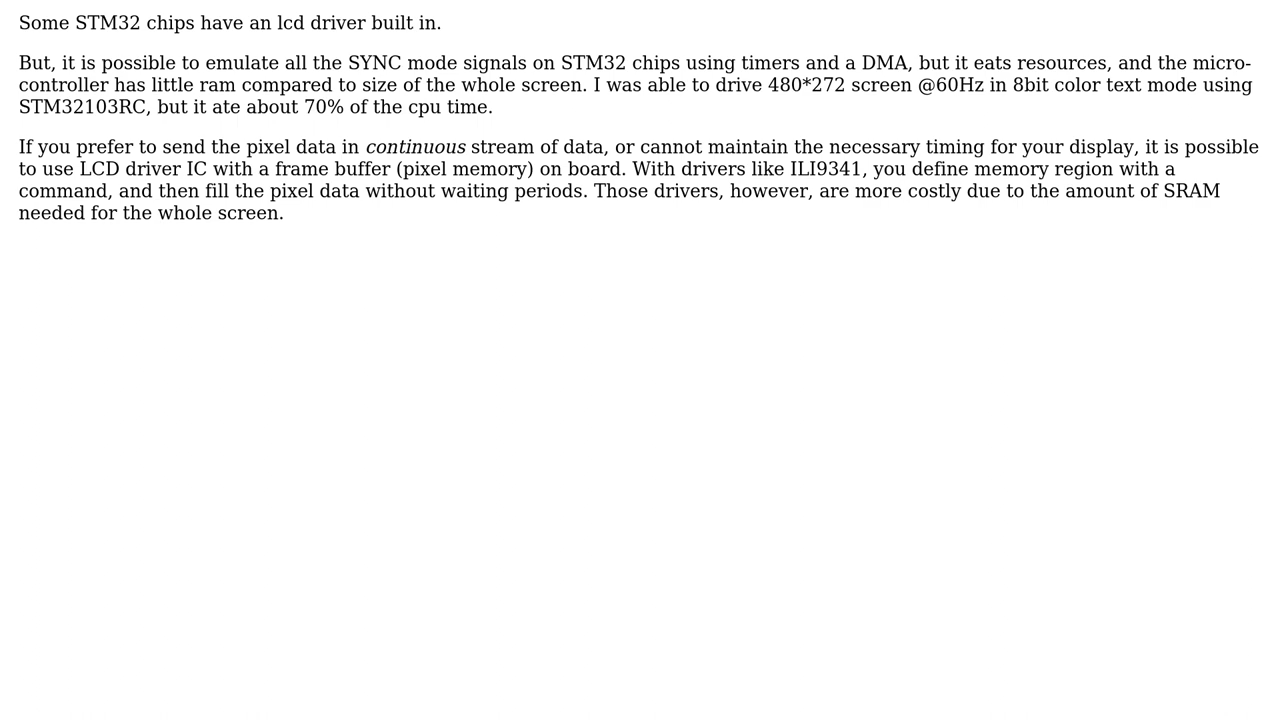 Some STM32 chips have an lcd driver built in.
But, it is possible to emulate all the SYNC mode signals on STM32 chips using timers and a DMA, but it eats resources, and the micro-
controller has little ram compared to size of the whole screen. I was able to drive 480*272 screen @60Hz in 8bit color text mode using
STM32103RC, but it ate about 70% of the cpu time.
If you prefer to send the pixel data in continuous stream of data, or cannot maintain the necessary timing for your display, it is possible
to use LCD driver IC with a frame buffer (pixel memory) on board. With drivers like ILI9341, you define memory region with a
command, and then fill the pixel data without waiting periods. Those drivers, however, are more costly due to the amount of SRAM
needed for the whole screen.